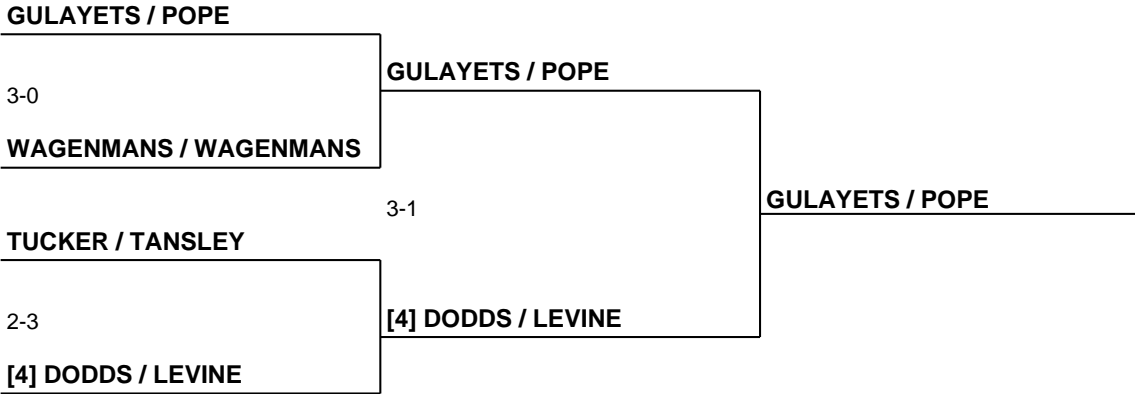 GULAYETS / POPE
3-0
WAGENMANS / WAGENMANS
GULAYETS / POPE
3-1
GULAYETS / POPE
TUCKER / TANSLEY
2-3
[4] DODDS / LEVINE
[4] DODDS / LEVINE